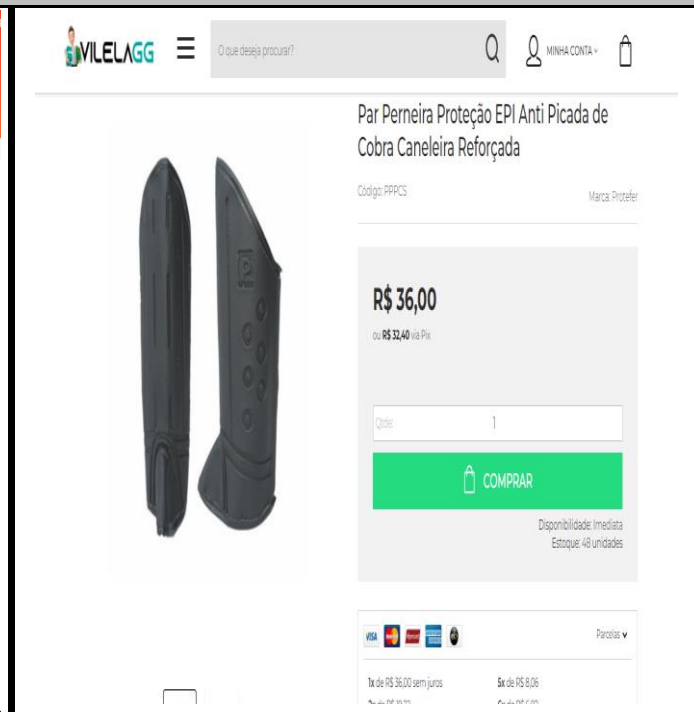 VILELAGG
O que deseja procurar?
MINHA CONTA
Par Perneira Proteção EPI Anti Picada de
Cobra Caneleira Reforçada
Código: PPPCS
Marca: Protefer
R$ 36,00
ou R$ 32,40 via Pix
Qtde:
1
COMPRAR
Disponibilidade: Imediata
Estoque: 48 unidades
VISA
Parcelas
1x de R$ 36,00 sem juros
5x de R$ 8,06